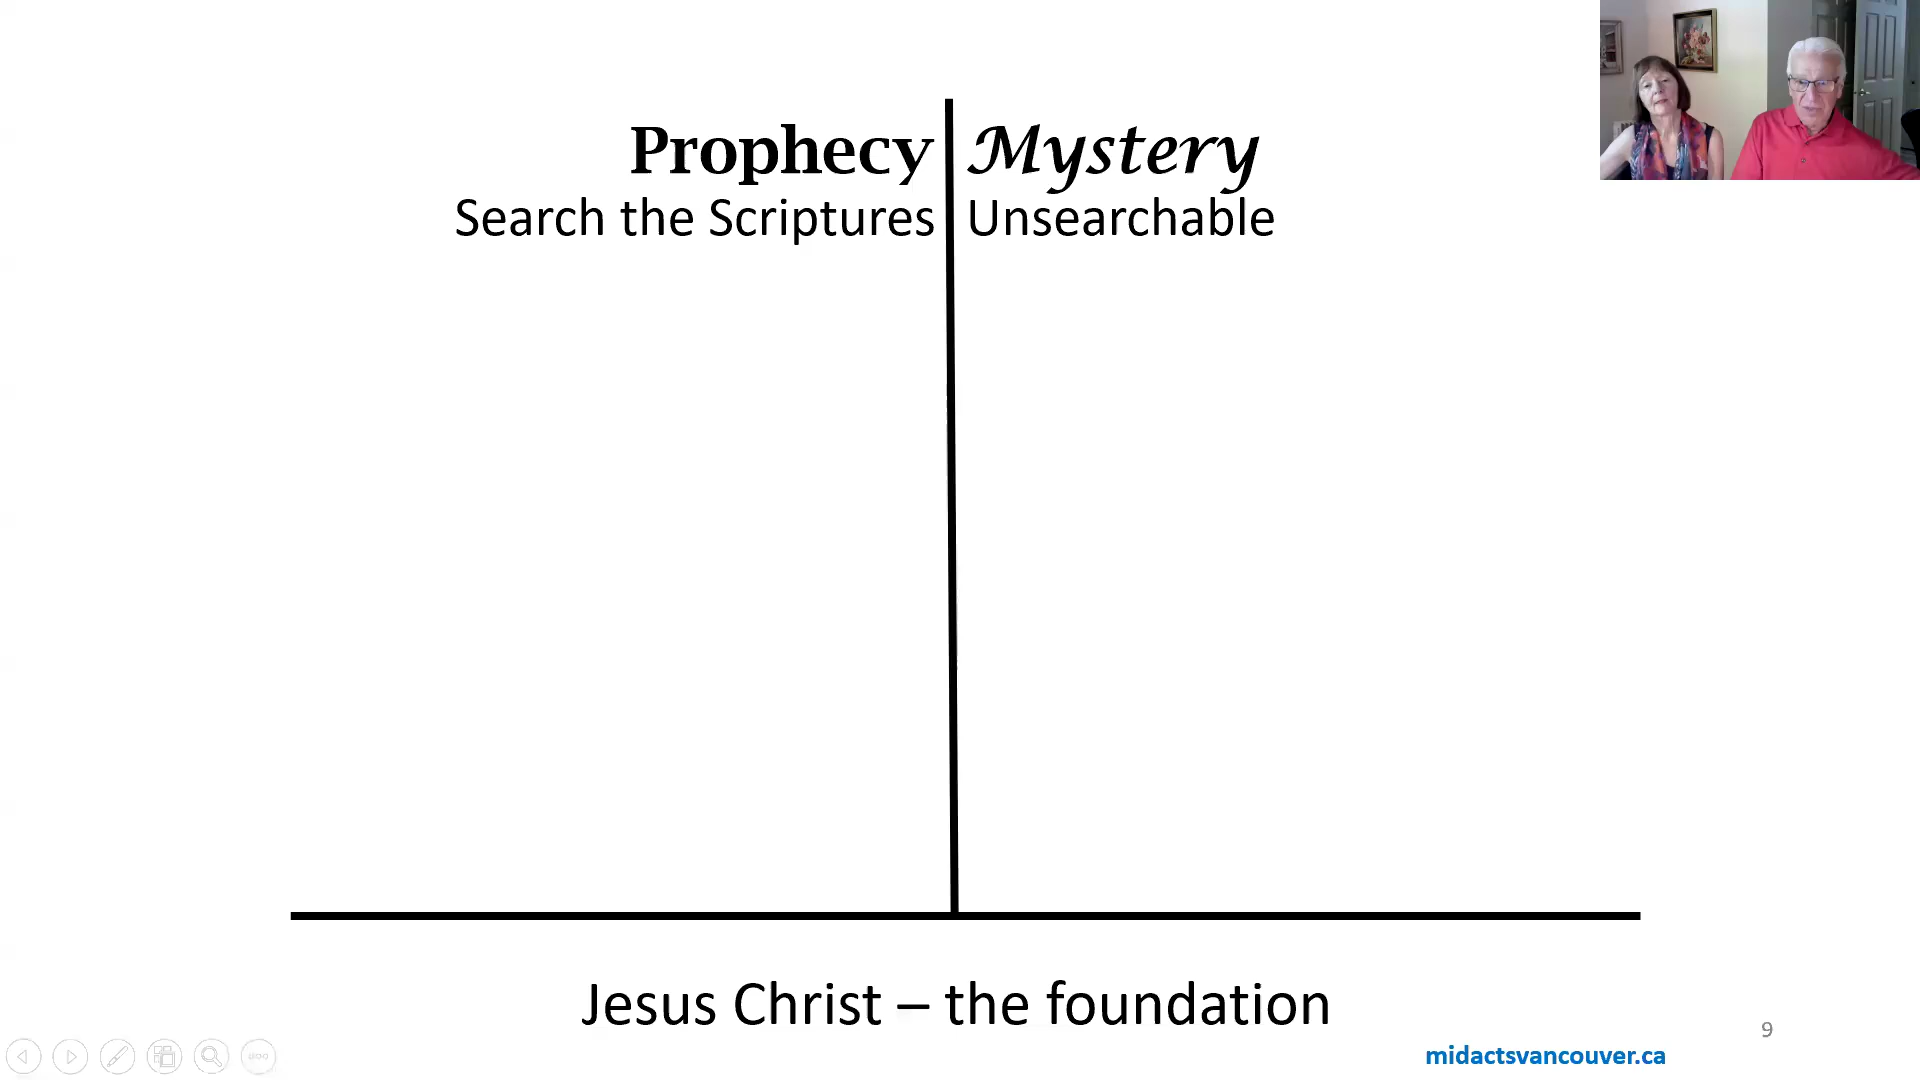 Prophecy Mystery
Search the Scriptures Unsearchable
Jesus Christ – the foundation
9
midactsvancouver.ca